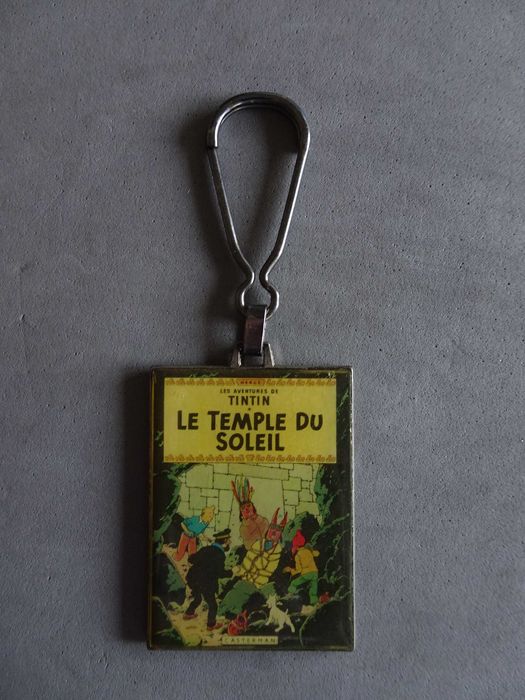 HERGÉ
LES AVENTURES DE
TINTIN
LE TEMPLE DU
SOLEIL
CASTERMAN